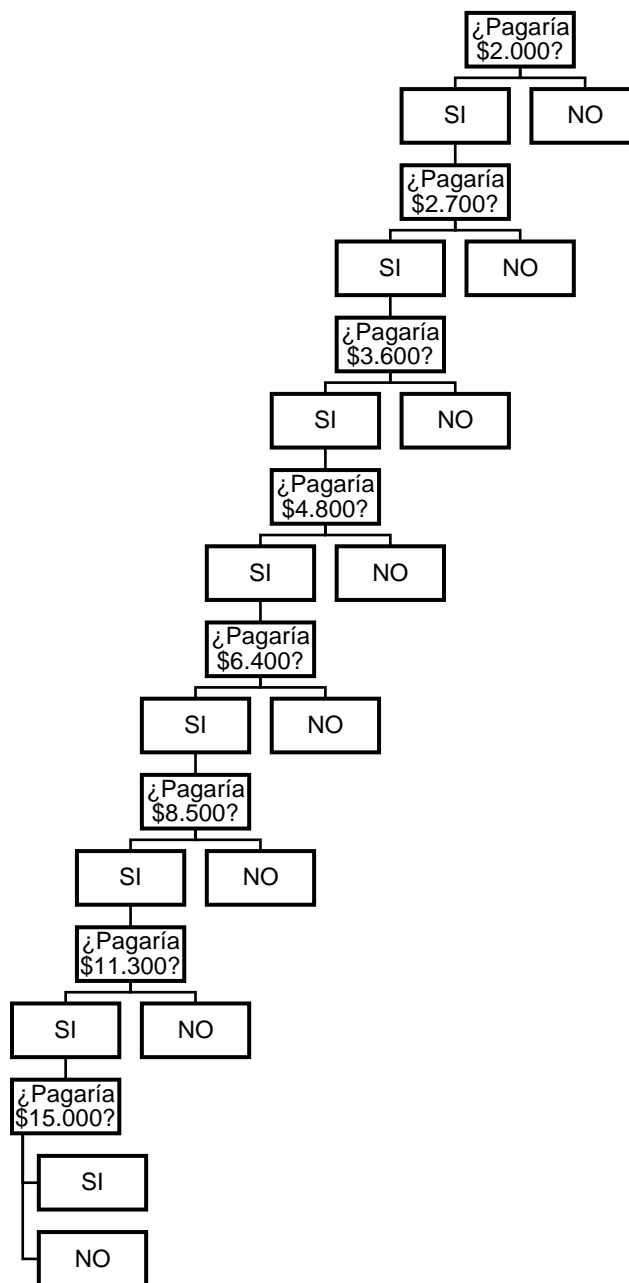 ¿Pagaría
$2.000?
SI
NO
¿Pagaría
$2.700?
SI
NO
¿Pagaría
$3.600?
SI
NO
¿Pagaría
$4.800?
SI
NO
¿Pagaría
$6.400?
SI
NO
¿Pagaría
$8.500?
SI
NO
¿Pagaría
$11.300?
SI
NO
¿Pagaría
$15.000?
SI
NO